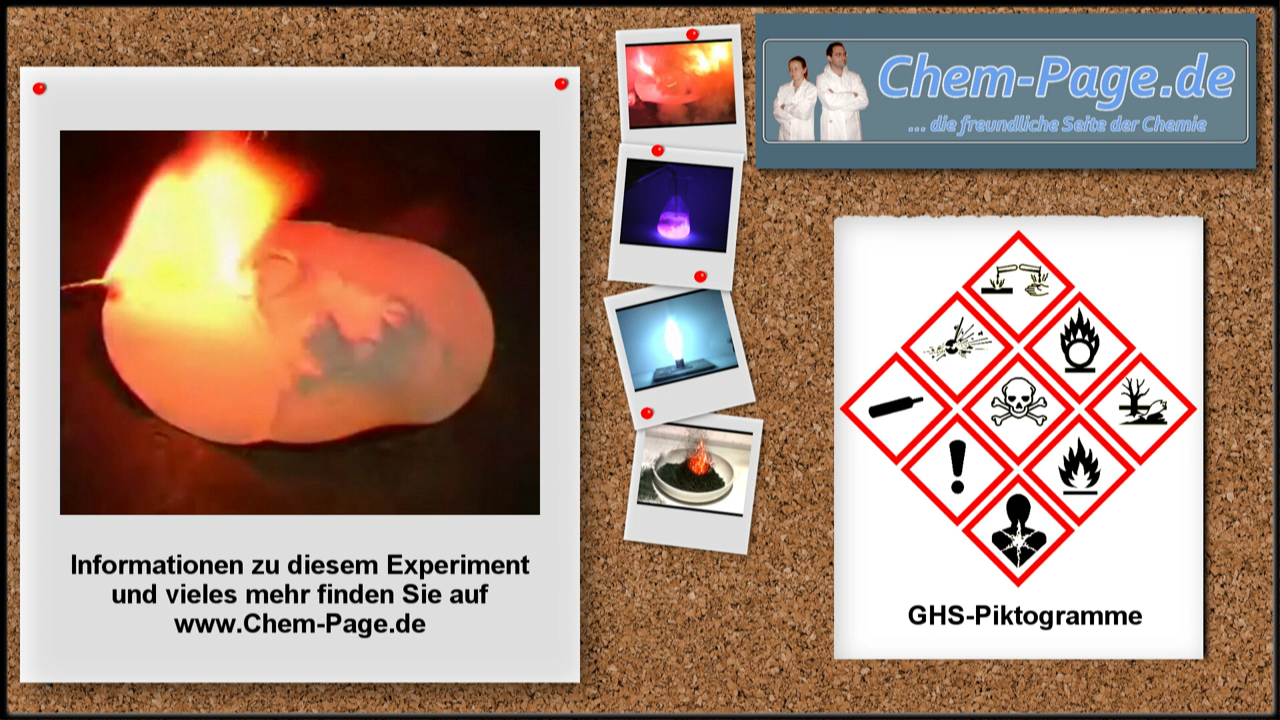 Informationen zu diesem Experiment
und vieles mehr finden Sie auf
www.Chem-Page.de
Chem-Page.de
... die freundliche Seite der Chemie
GHS-Piktogramme